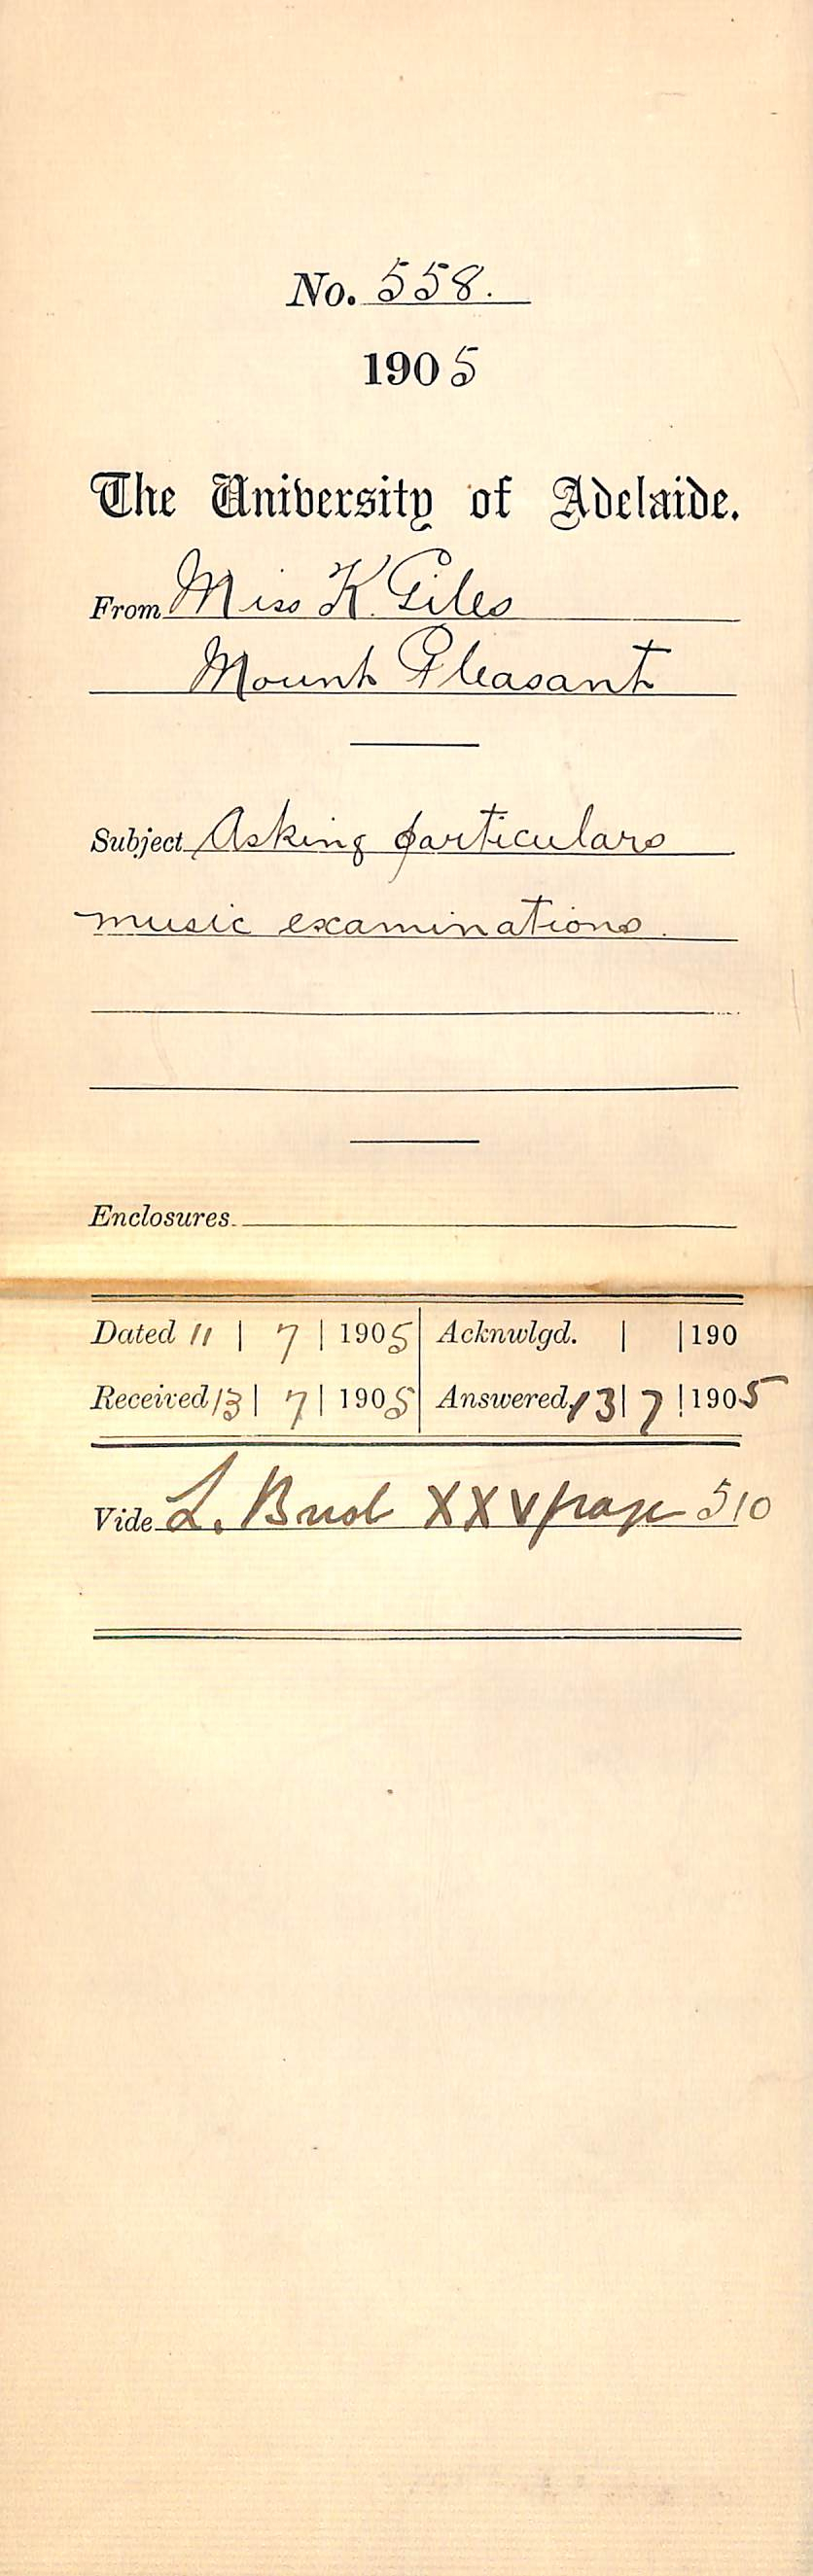 No. 558.
1905
The University of Adelaide.
From Miss K. Giles
Mount Pleasant
Subject Asking particulars
music examinations.
Enclosures
Dated 11 | 7 | 1905 | Acknwlgd. | | 190
Received 13 | 7 | 1905 | Answered, 13 | 7 | 1905
Vide L. Book XXV page 510